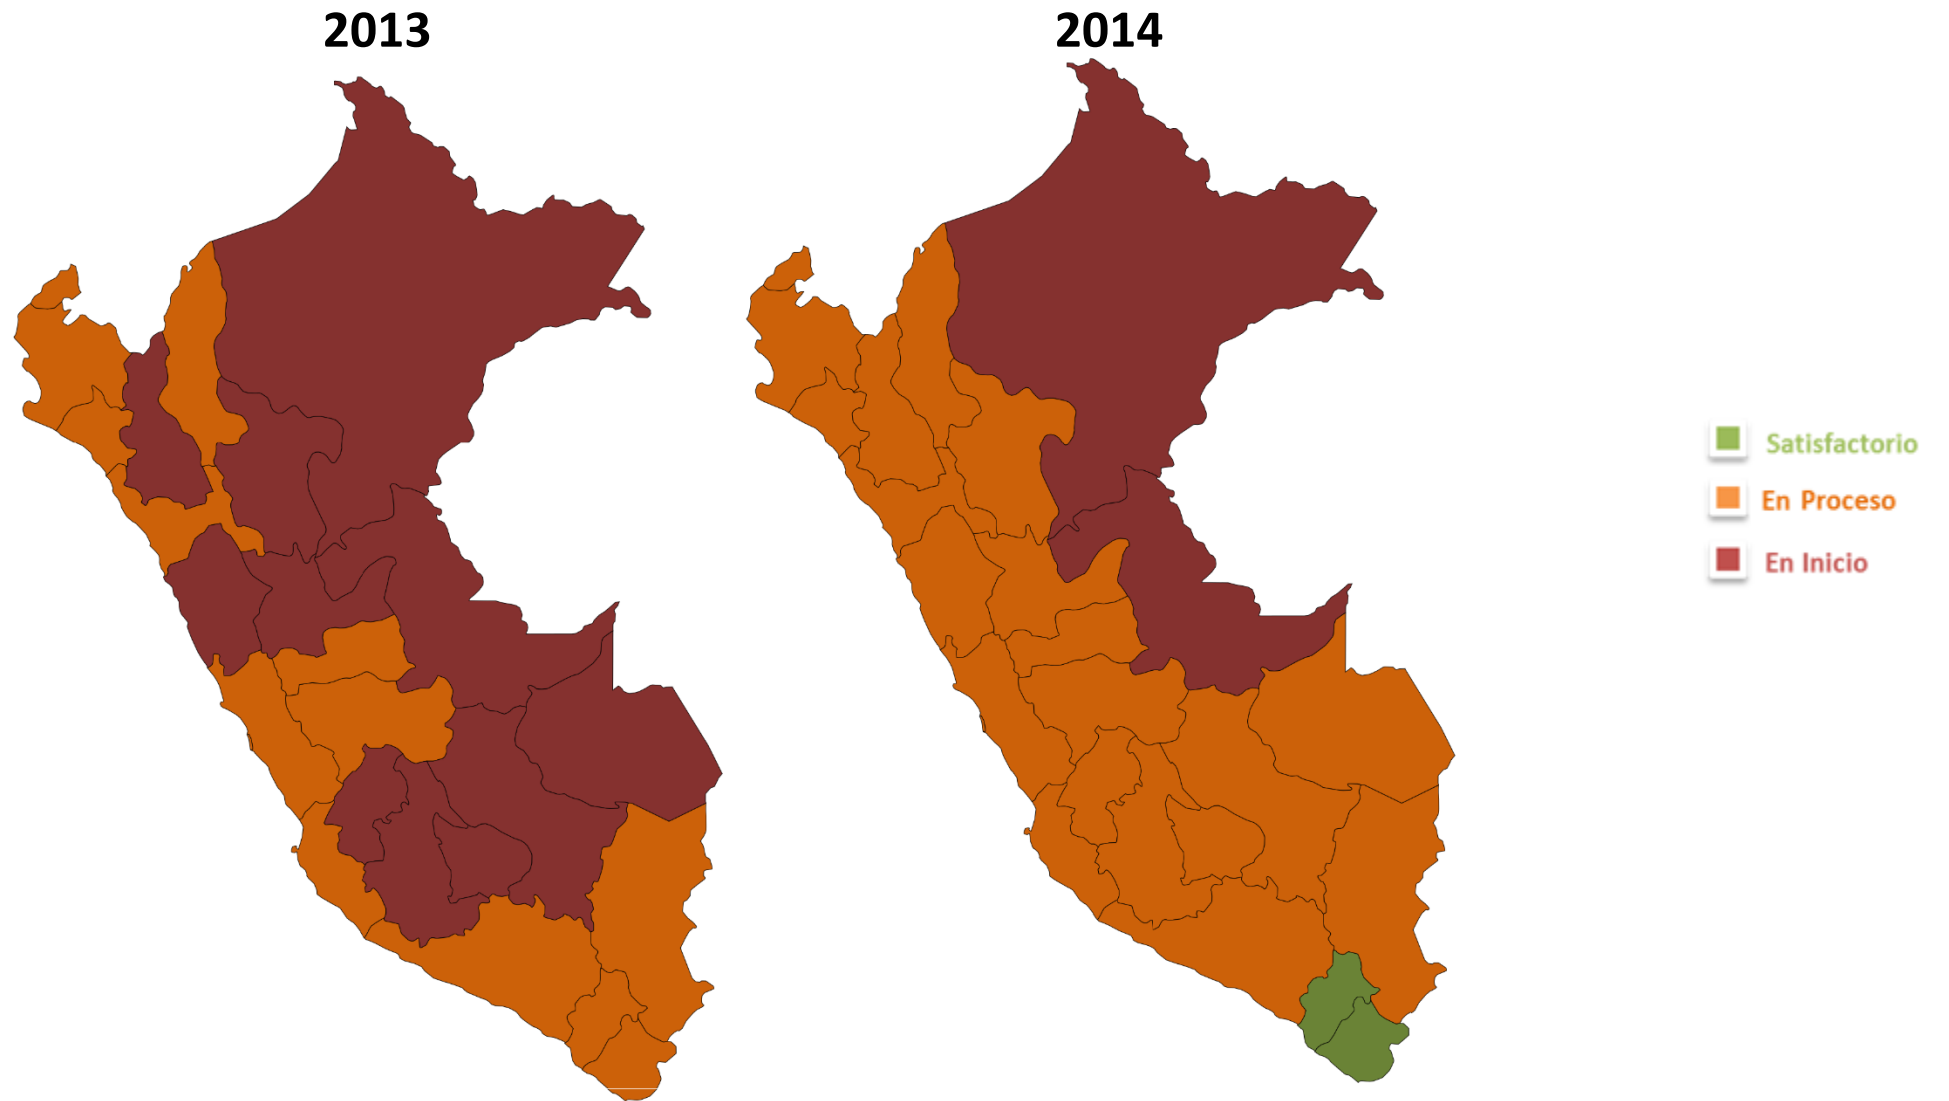 2013
2014
Satisfactorio
En Proceso
En Inicio